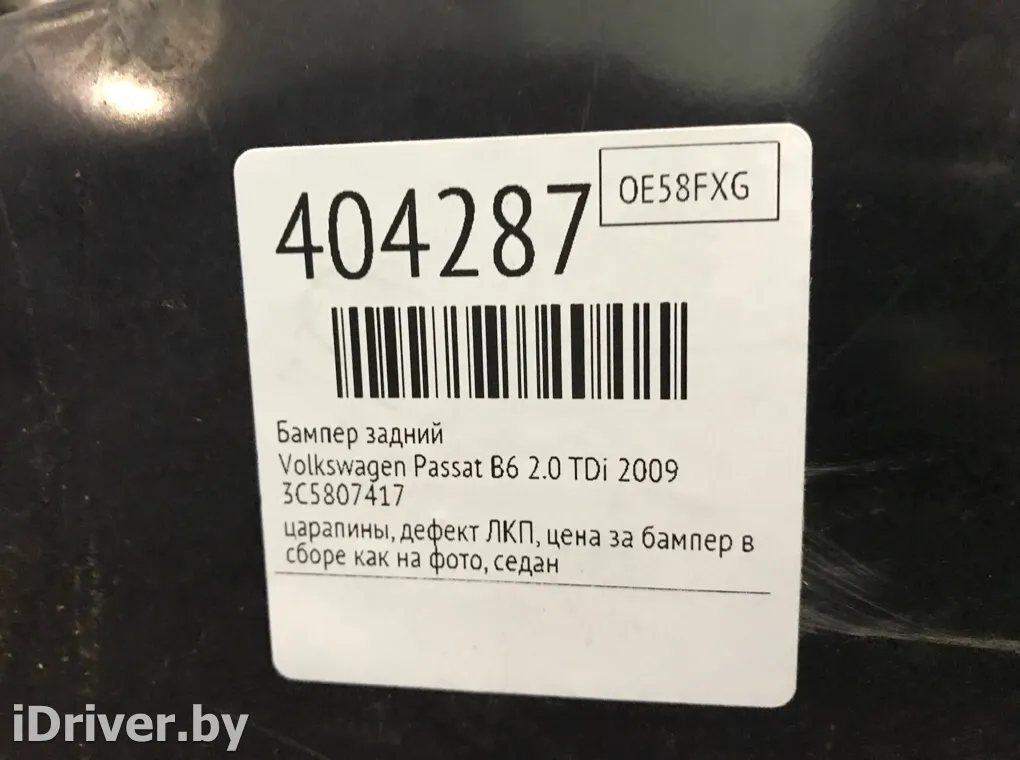 404287
OE58FXG
Бампер задний
Volkswagen Passat B6 2.0 TDi 2009
3C5807417
царапины, дефект ЛКП, цена за бампер в
сборе как на фото, седан
iDriver.by